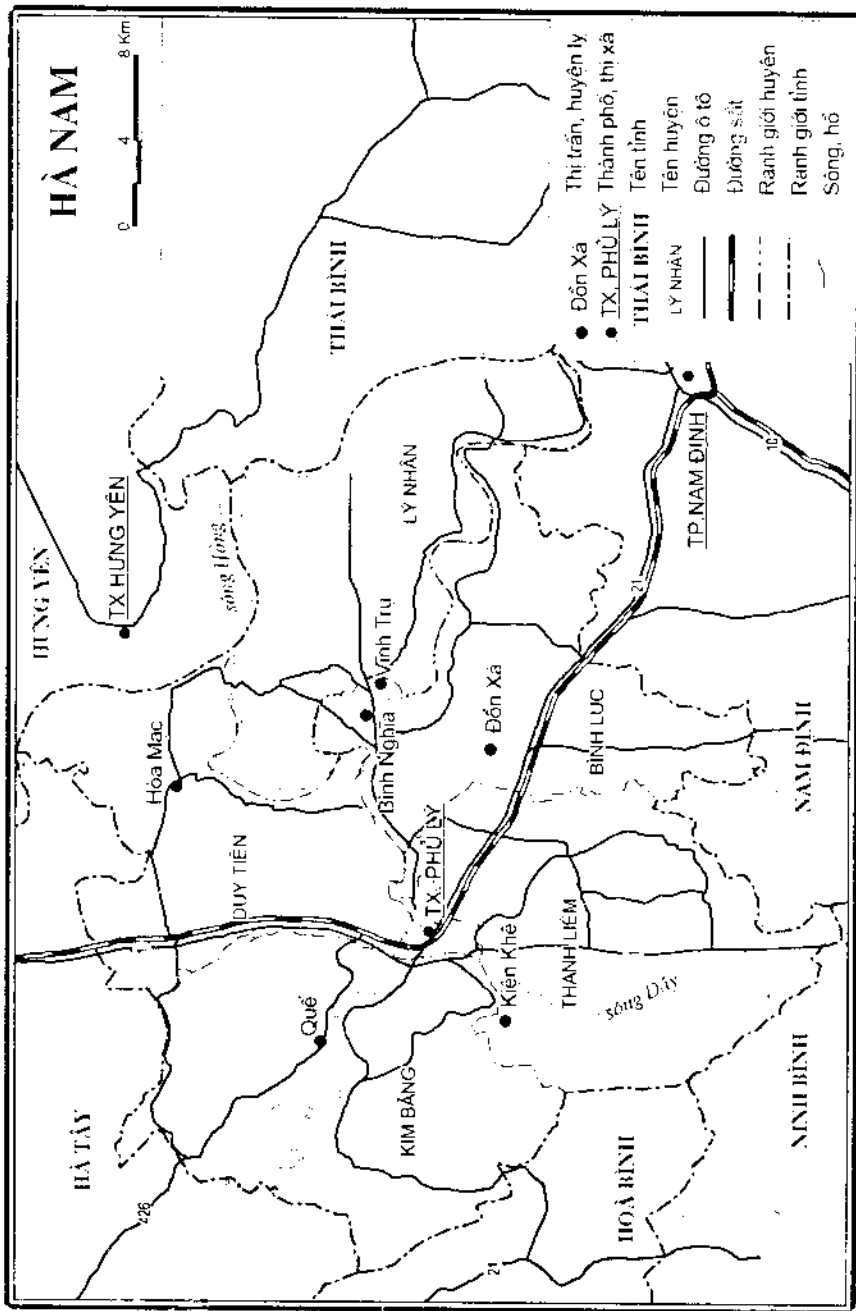 HÀ NAM
0 4 8 Km
HÀ TÂY
HƯNG YÊN
TX.HƯNG YÊN
sông Hồng
THÁI BÌNH
426
Hòa Mạc
DUY TIÊN
Quế
Vĩnh Trụ
Bình Nghĩa
LÝ NHÂN
TX. PHỦ LÝ
KIM BẢNG
Kiện Khê
Đồn Xá
THANH LIÊM
BÌNH LỤC
sông Đáy
21
21
TP. NAM ĐỊNH
10
HOÀ BÌNH
NINH BÌNH
NAM ĐỊNH
Đồn Xá Thị trấn, huyện lỵ
TX. PHỦ LÝ Thành phố, thị xã
THÁI BÌNH Tên tỉnh
LÝ NHÂN Tên huyện
Đường ô tô
Đường sắt
Ranh giới huyện
Ranh giới tỉnh
Sông, hồ